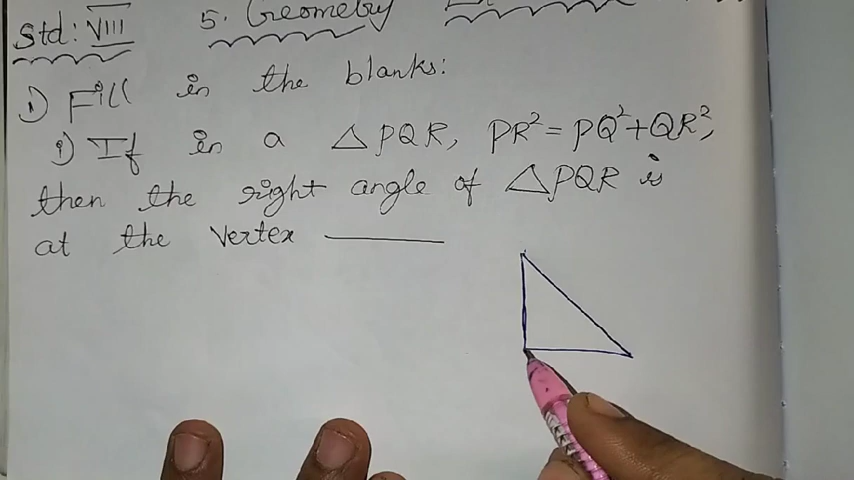 Std: VIII 5. Geometry
1) Fill in the blanks:
i) If in a △PQR, PR²=PQ²+QR²,
then the right angle of △PQR is
at the vertex ______